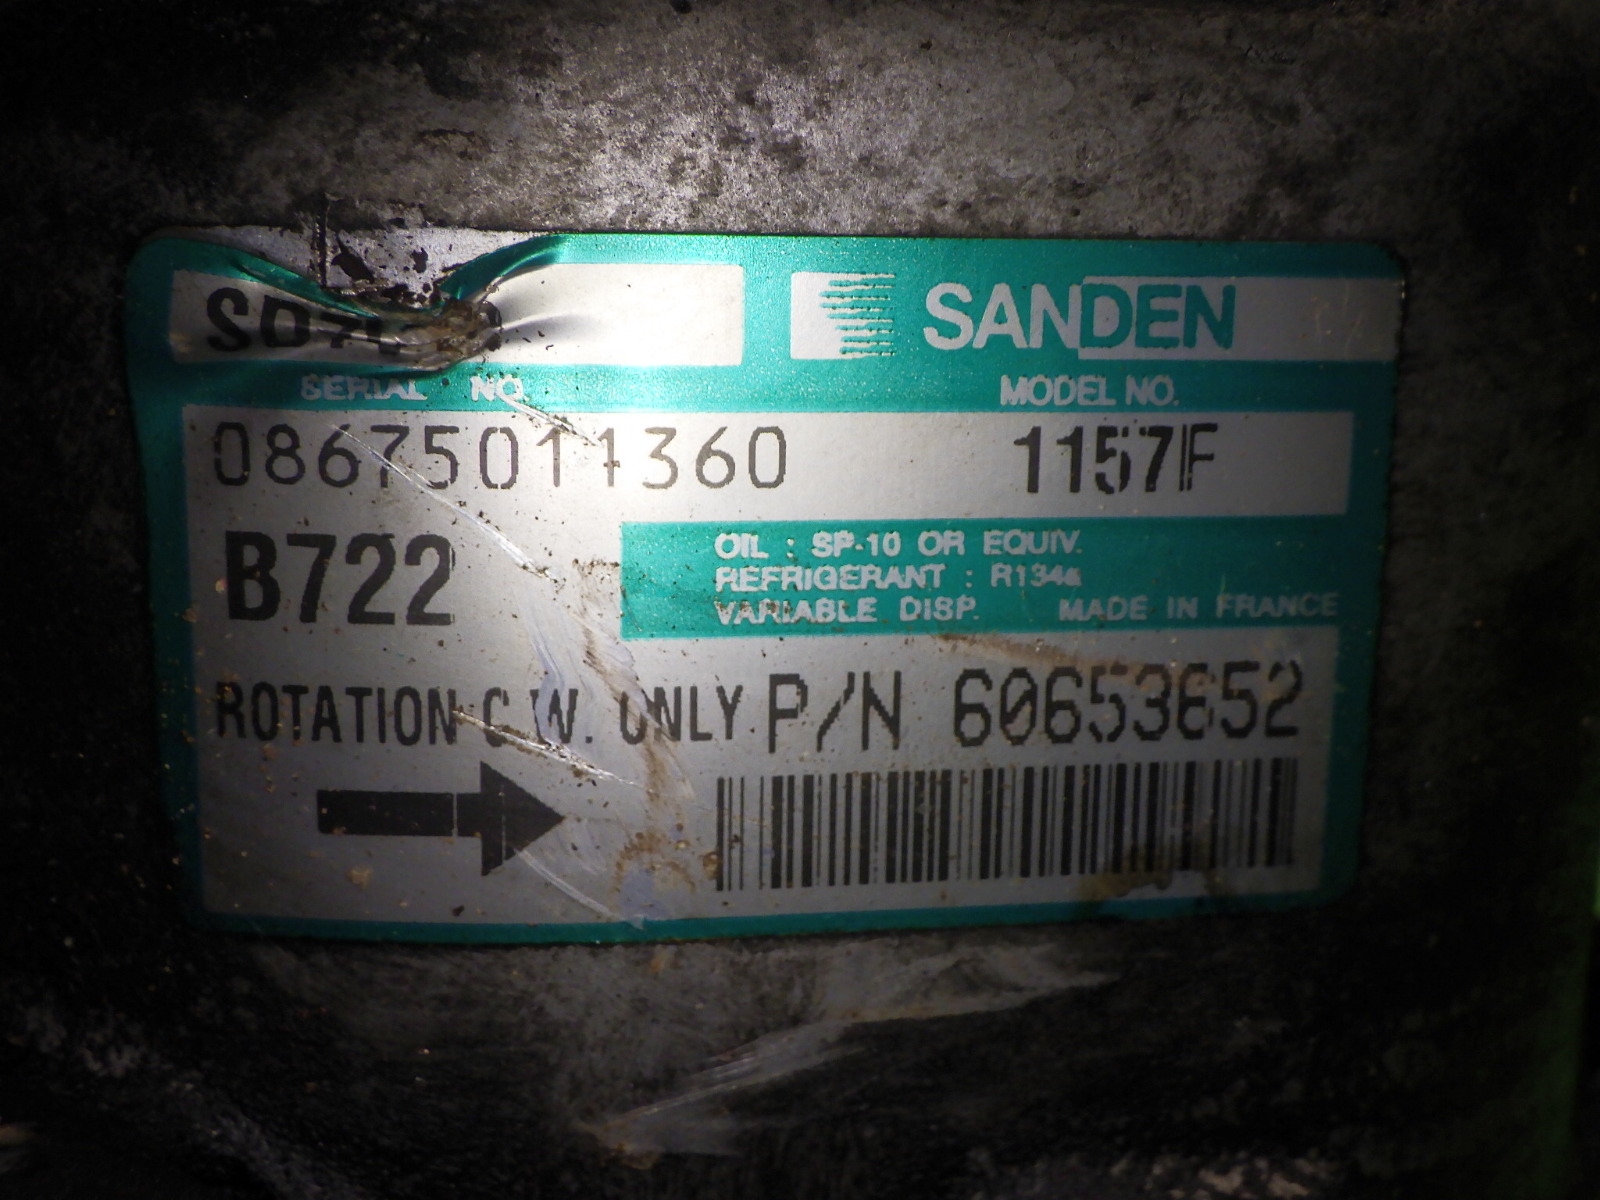 SANDEN
SERIAL NO.
MODEL NO.
08675011360
1157F
B722
OIL : SP-10 OR EQUIV.
REFRIGERANT : R134a
VARIABLE DISP. MADE IN FRANCE
ROTATION C.W. ONLY P/N 60653652